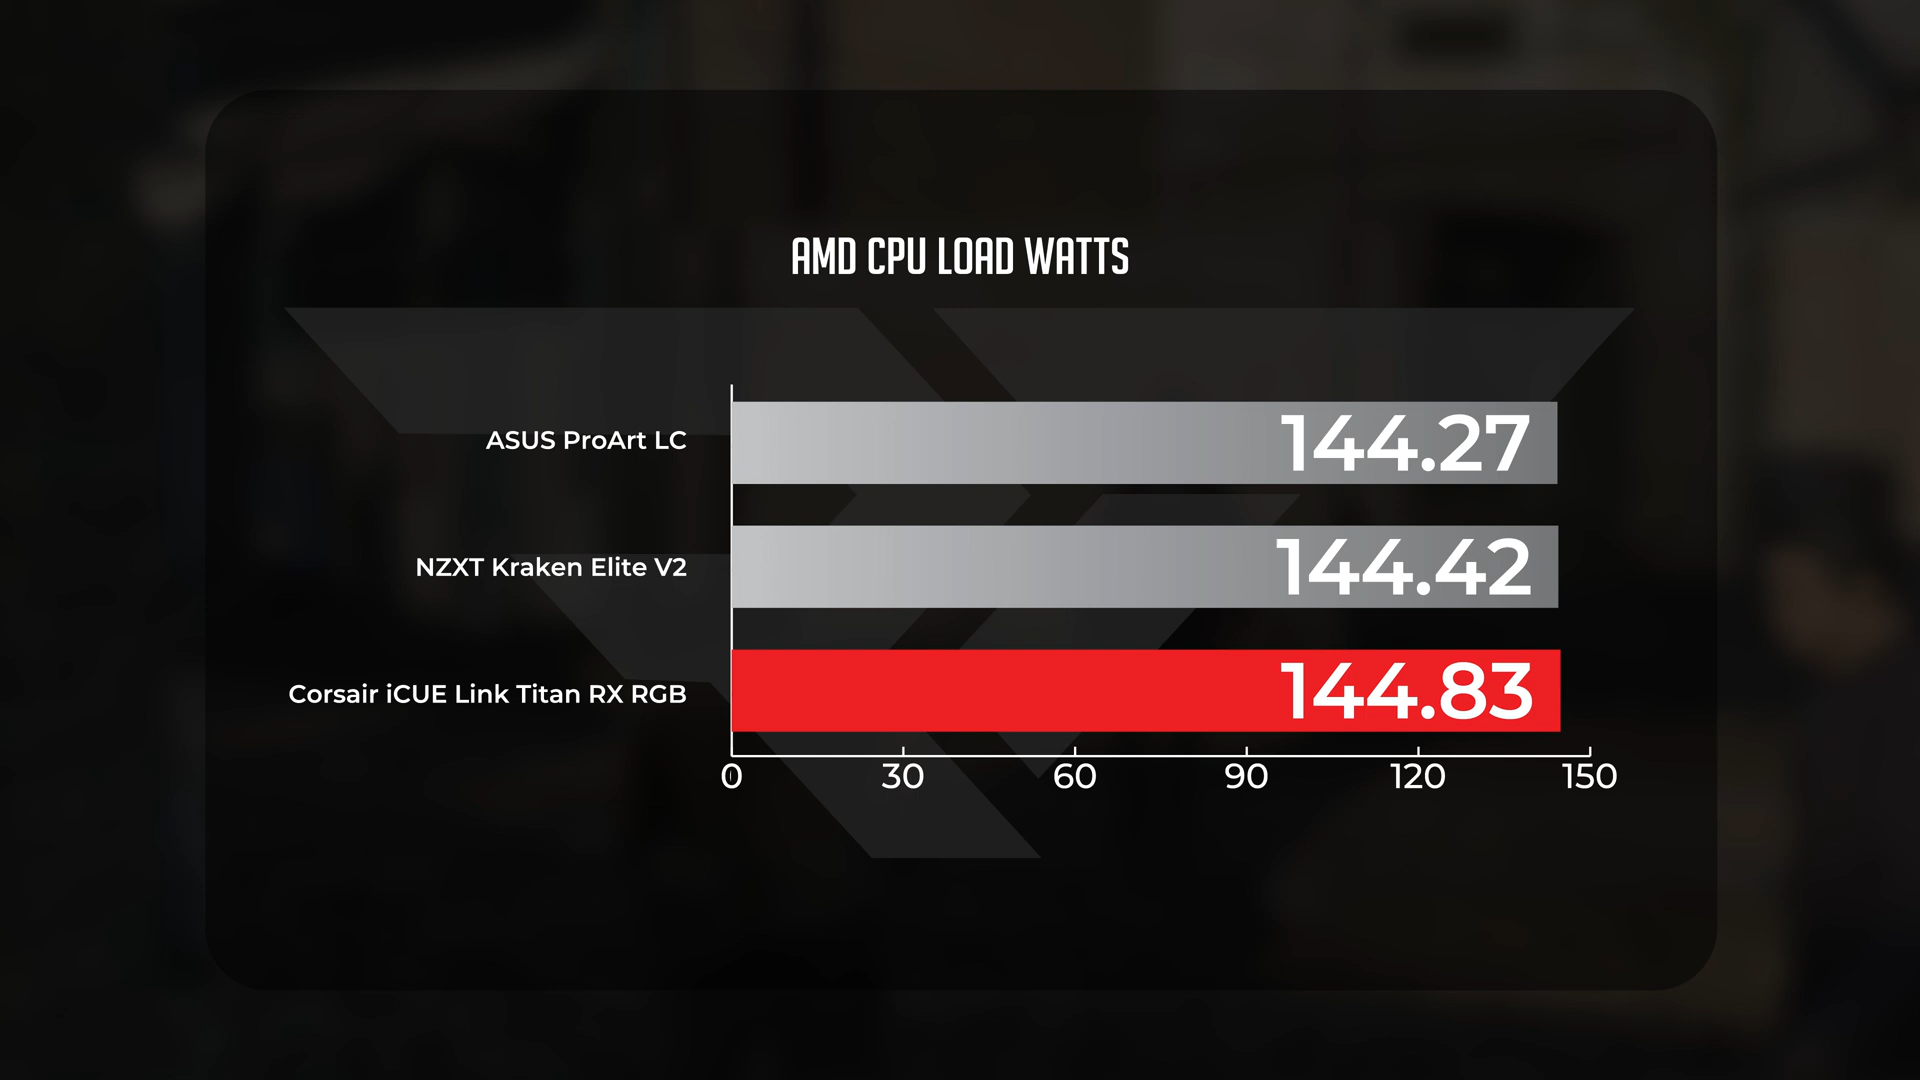 AMD CPU LOAD WATTS
ASUS ProArt LC
144.27
NZXT Kraken Elite V2
144.42
Corsair iCUE Link Titan RX RGB
144.83
0 30 60 90 120 150